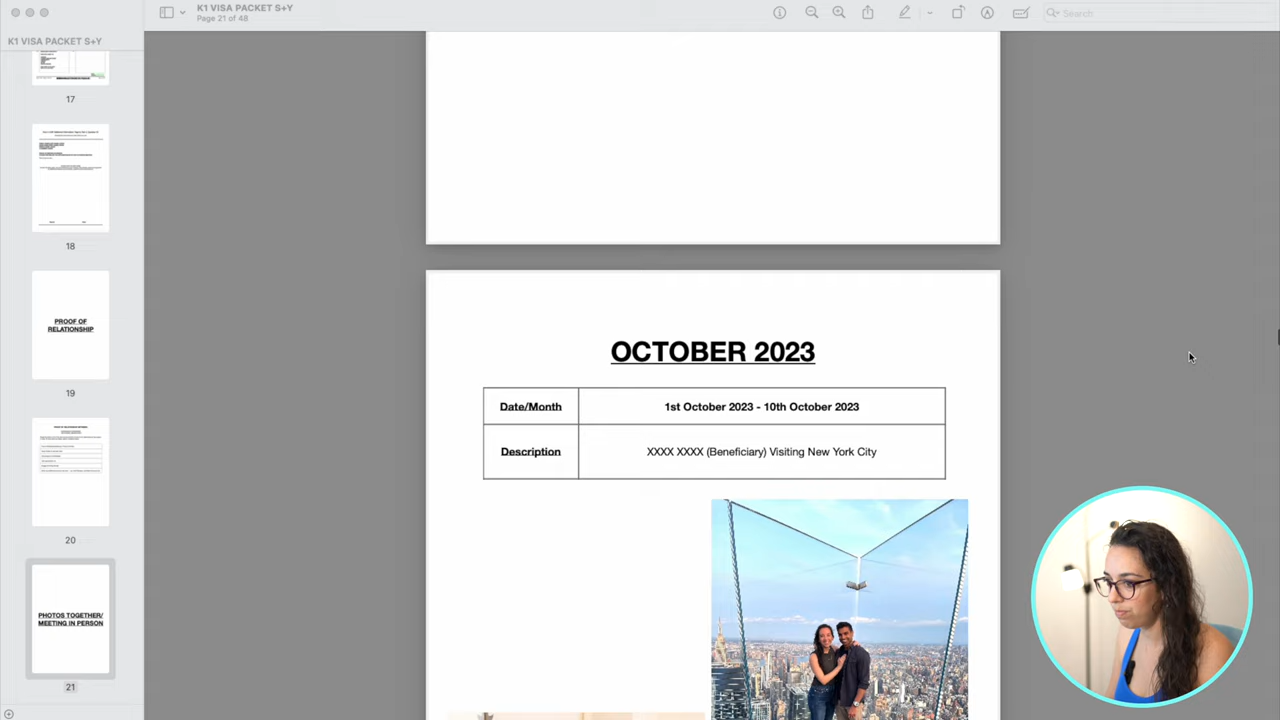 K1 VISA PACKET S+Y
Page 21 of 48
Search
K1 VISA PACKET S+Y
17
18
PROOF OF
RELATIONSHIP
19
20
PHOTOS TOGETHER/
MEETING IN PERSON
21
OCTOBER 2023
Date/Month
1st October 2023 - 10th October 2023
Description
XXXX XXXX (Beneficiary) Visiting New York City